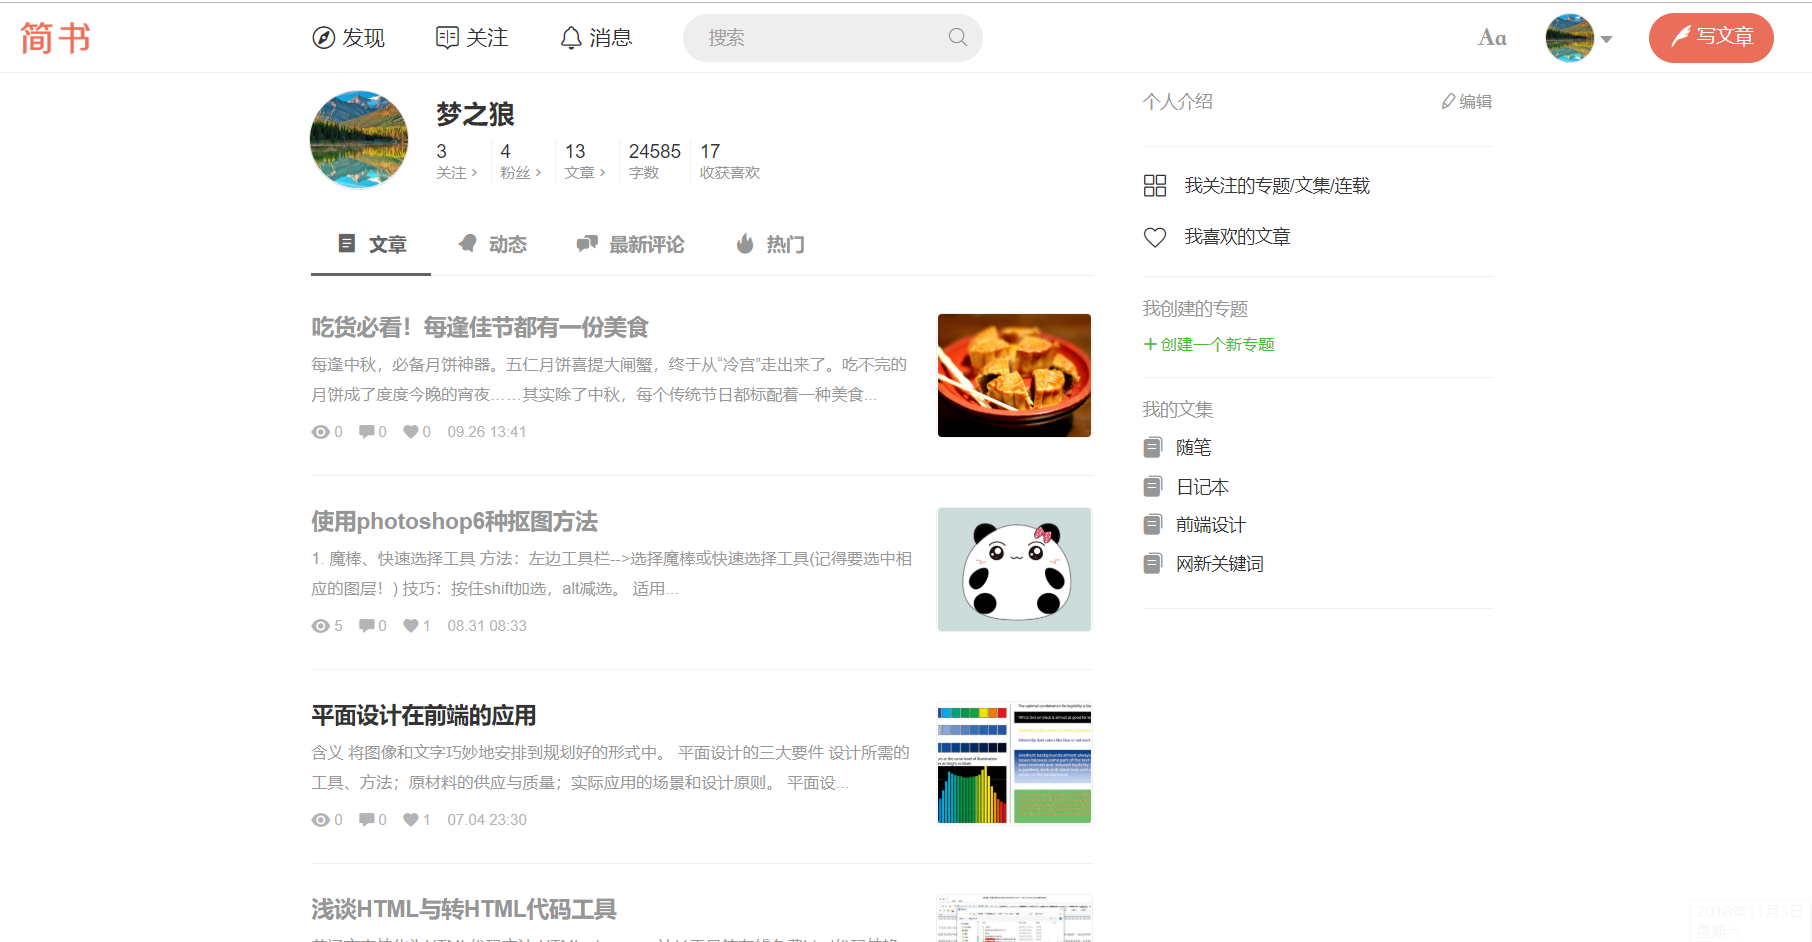 简书
发现
关注
消息
搜索
Aa
写文章
梦之狼
3
4
13
24585
17
关注
粉丝
文章
字数
收获喜欢
文章
动态
最新评论
热门
吃货必看！每逢佳节都有一份美食
每逢中秋，必备月饼神器。五仁月饼喜提大闸蟹，终于从“冷宫”走出来了。吃不完的
月饼成了度度今晚的宵夜……其实除了中秋，每个传统节日都标配着一种美食...
0 0 0 09.26 13:41
使用photoshop6种抠图方法
1. 魔棒、快速选择工具 方法：左边工具栏-->选择魔棒或快速选择工具(记得要选中相
应的图层！) 技巧：按住shift加选，alt减选。 适用...
5 0 1 08.31 08:33
平面设计在前端的应用
含义 将图像和文字巧妙地安排到规划好的形式中。 平面设计的三大要件 设计所需的
工具、方法；原材料的供应与质量；实际应用的场景和设计原则。 平面设...
0 0 1 07.04 23:30
浅谈HTML与转HTML代码工具
个人介绍
编辑
我关注的专题/文集/连载
我喜欢的文章
我创建的专题
+ 创建一个新专题
我的文集
随笔
日记本
前端设计
网新关键词
2018年11月3日
星期六